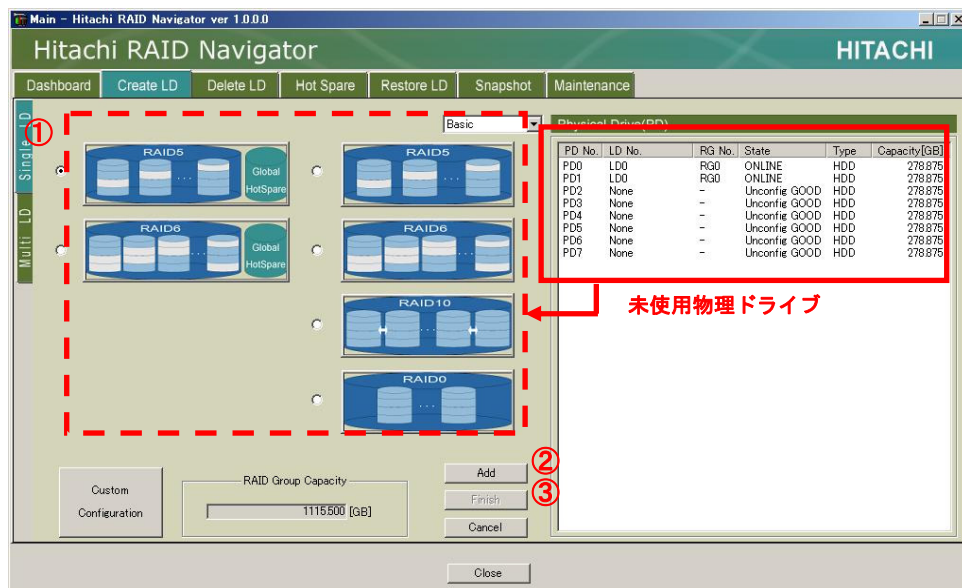 Main - Hitachi RAID Navigator ver 1.0.0.0
Hitachi RAID Navigator
HITACHI
Dashboard Create LD Delete LD Hot Spare Restore LD Snapshot Maintenance
Single LD
Multi LD
①
Basic
RAID5
Global
HotSpare
RAID5
RAID6
Global
HotSpare
RAID6
RAID10
RAID0
Physical Drive(PD)
PD No. LD No. RG No. State Type Capacity[GB]
PD0 LD0 RG0 ONLINE HDD 278.875
PD1 LD0 RG0 ONLINE HDD 278.875
PD2 None - Unconfig GOOD HDD 278.875
PD3 None - Unconfig GOOD HDD 278.875
PD4 None - Unconfig GOOD HDD 278.875
PD5 None - Unconfig GOOD HDD 278.875
PD6 None - Unconfig GOOD HDD 278.875
PD7 None - Unconfig GOOD HDD 278.875
未使用物理ドライブ
Custom
Configuration
RAID Group Capacity
1115.500 [GB]
Add ②
Finish ③
Cancel
Close